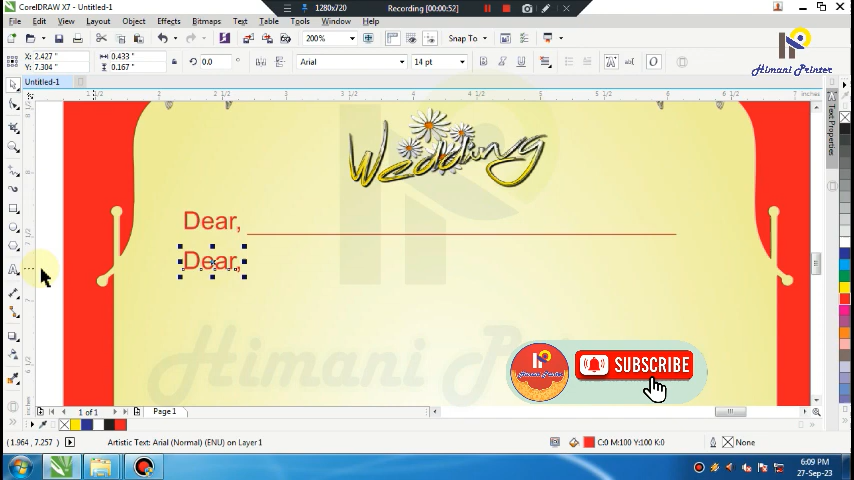 CorelDRAW X7 - Untitled-1
1280x720
Recording [00:00:52]
File Edit View Layout Object Effects Bitmaps Text Table Tools Window Help
200%
Snap To
X: 2.427"
Y: 7.304"
0.433 "
0.167 "
0.0
Arial
14 pt
Himani Printer
Untitled-1
inches
Text Properties
Wedding
Dear,
Dear,
Himani Printer
SUBSCRIBE
1 of 1
Page 1
(1.964, 7.257)
Artistic Text: Arial (Normal) (ENU) on Layer 1
C:0 M:100 Y:100 K:0
None
6:09 PM
27-Sep-23